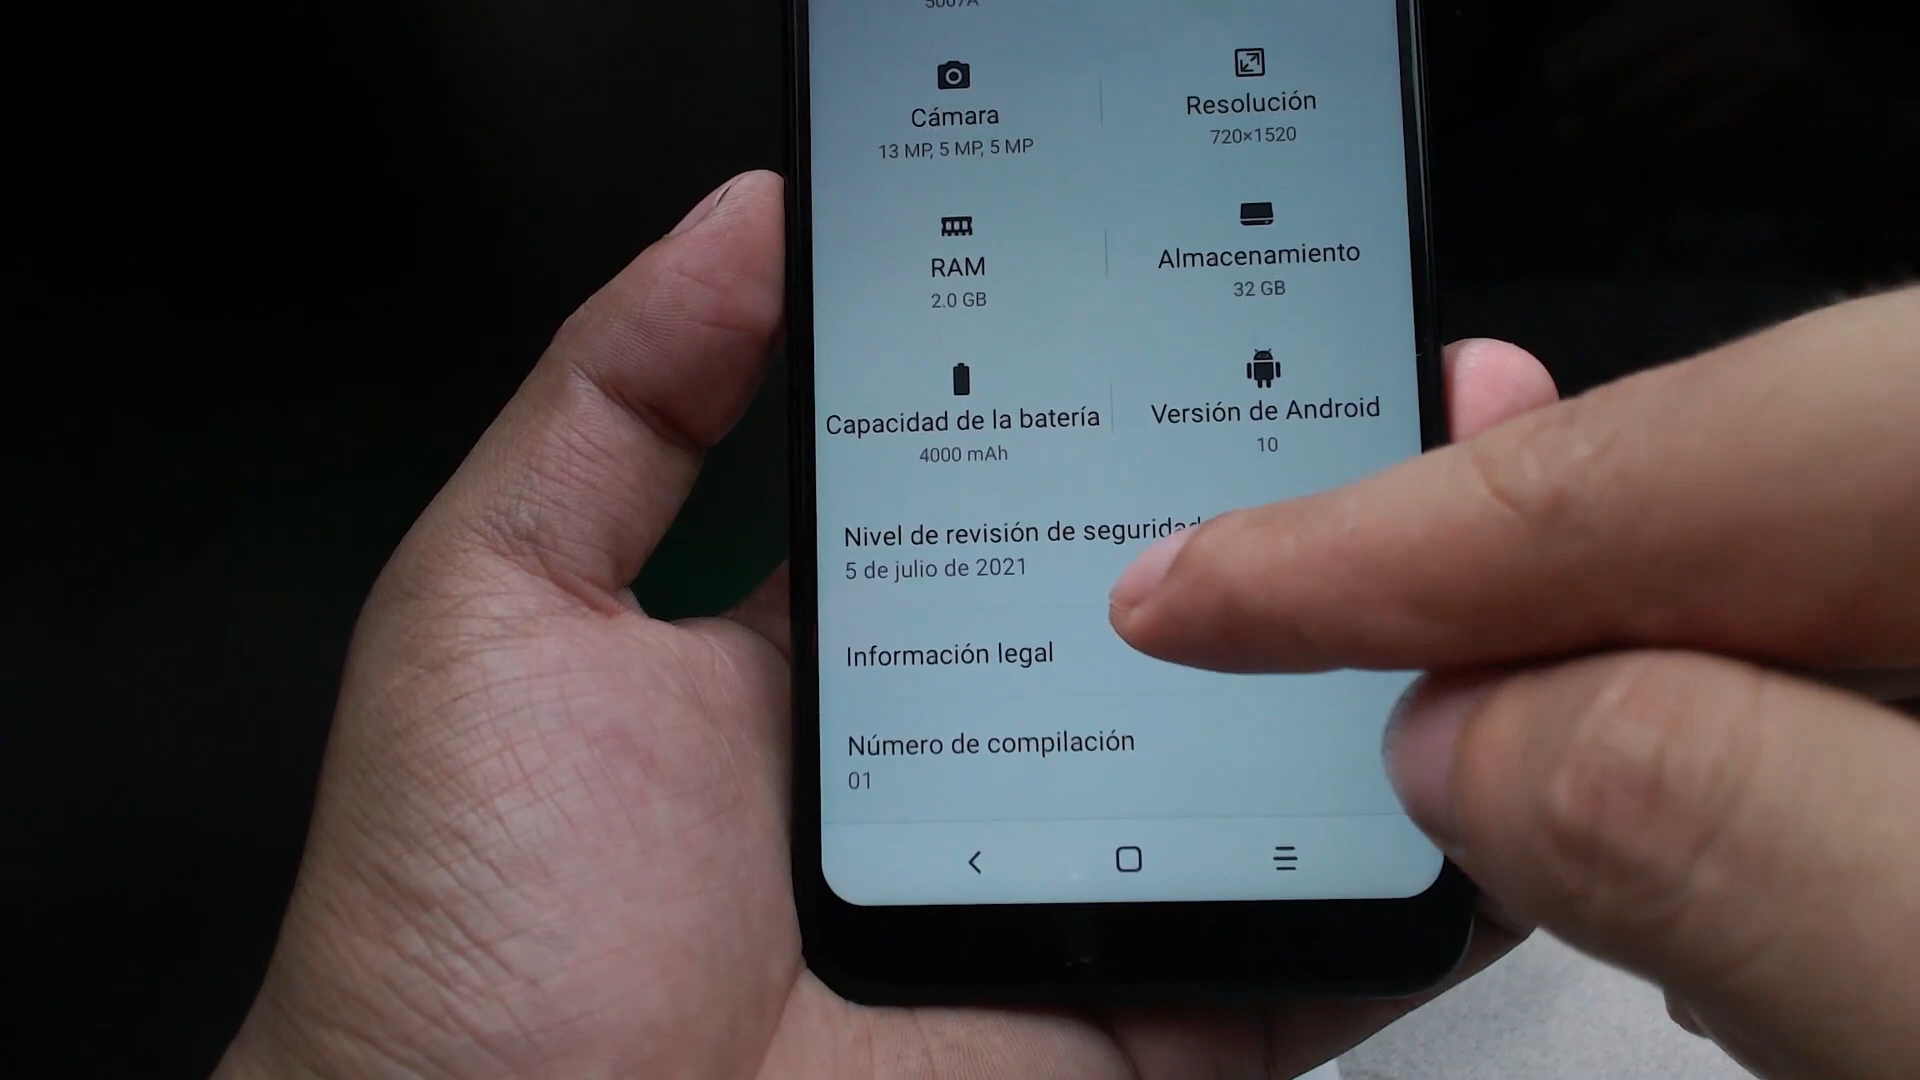 5007A
Cámara
13 MP, 5 MP, 5 MP
Resolución
720×1520
RAM
2.0 GB
Almacenamiento
32 GB
Capacidad de la batería
4000 mAh
Versión de Android
10
Nivel de revisión de seguridad
5 de julio de 2021
Información legal
Número de compilación
01